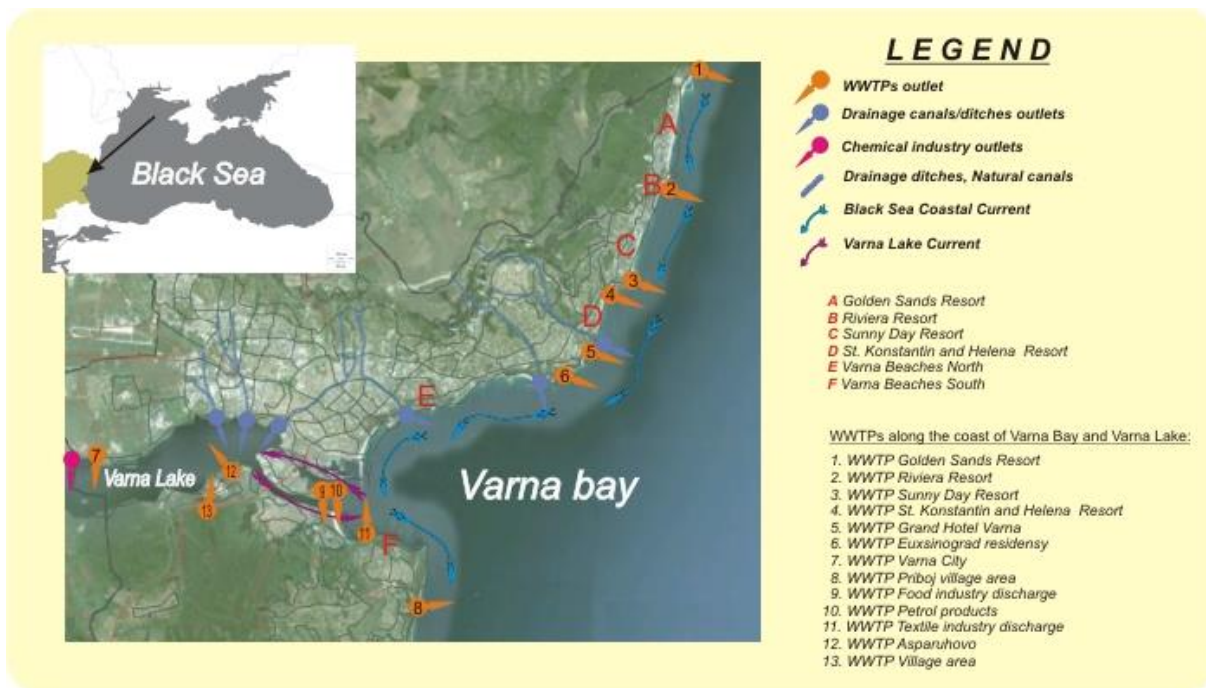 Black Sea
1
A
B
2
C
3
4
D
5
6
E
7
Varna Lake
12
13
9
10
11
F
8
Varna bay
LEGEND
WWTPs outlet
Drainage canals/ditches outlets
Chemical industry outlets
Drainage ditches, Natural canals
Black Sea Coastal Current
Varna Lake Current
A Golden Sands Resort
B Riviera Resort
C Sunny Day Resort
D St. Konstantin and Helena Resort
E Varna Beaches North
F Varna Beaches South
WWTPs along the coast of Varna Bay and Varna Lake:
1. WWTP Golden Sands Resort
2. WWTP Riviera Resort
3. WWTP Sunny Day Resort
4. WWTP St. Konstantin and Helena Resort
5. WWTP Grand Hotel Varna
6. WWTP Euxsinograd residensy
7. WWTP Varna City
8. WWTP Priboj village area
9. WWTP Food industry discharge
10. WWTP Petrol products
11. WWTP Textile industry discharge
12. WWTP Asparuhovo
13. WWTP Village area